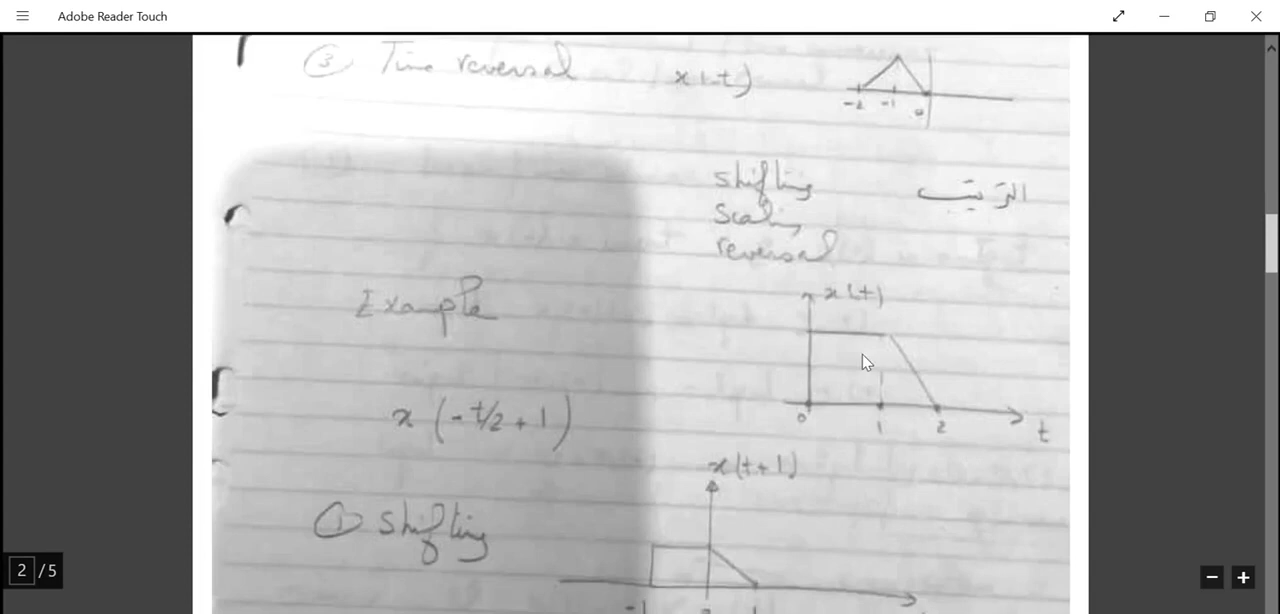 Adobe Reader Touch
③ Time reversal x(-t)
-2 -1 0
shifting الترتيب
Scaling
reversal
Example
x(t)
0 1 2 t
x(-t/2 + 1)
x(t+1)
① Shifting
-1 1
2 / 5